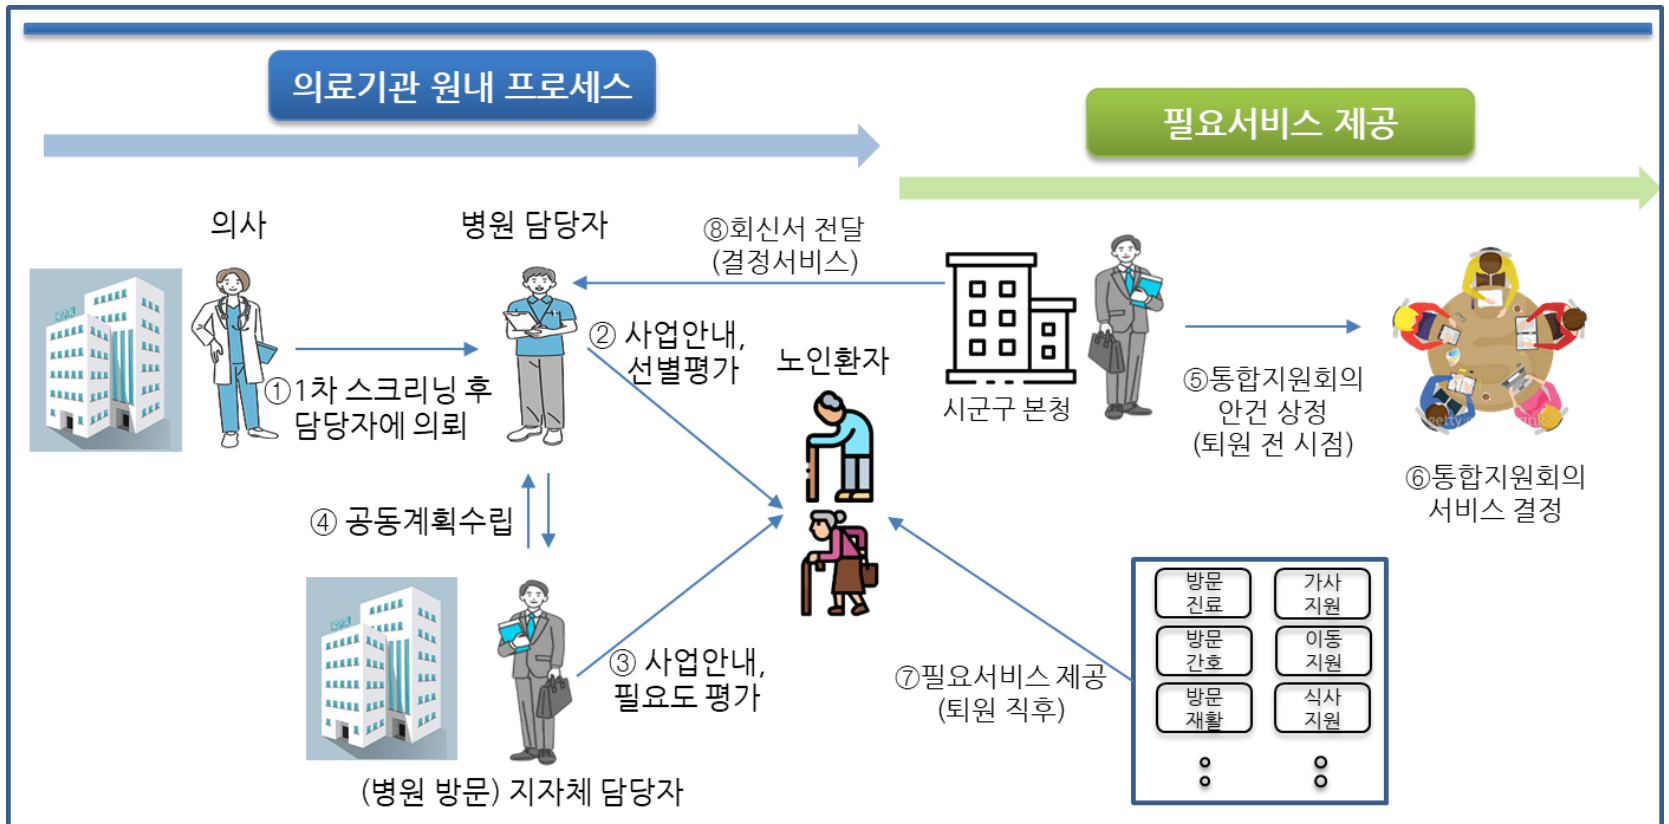 의료기관 원내 프로세스
필요서비스 제공
의사
병원 담당자
⑧회신서 전달
(결정서비스)
② 사업안내,
선별평가
노인환자
①1차 스크리닝 후
담당자에 의뢰
시군구 본청
⑤통합지원회의
안건 상정
(퇴원 전 시점)
⑥통합지원회의
서비스 결정
④ 공동계획수립
③ 사업안내,
필요도 평가
(병원 방문) 지자체 담당자
⑦필요서비스 제공
(퇴원 직후)
방문
진료
가사
지원
방문
간호
이동
지원
방문
재활
식사
지원